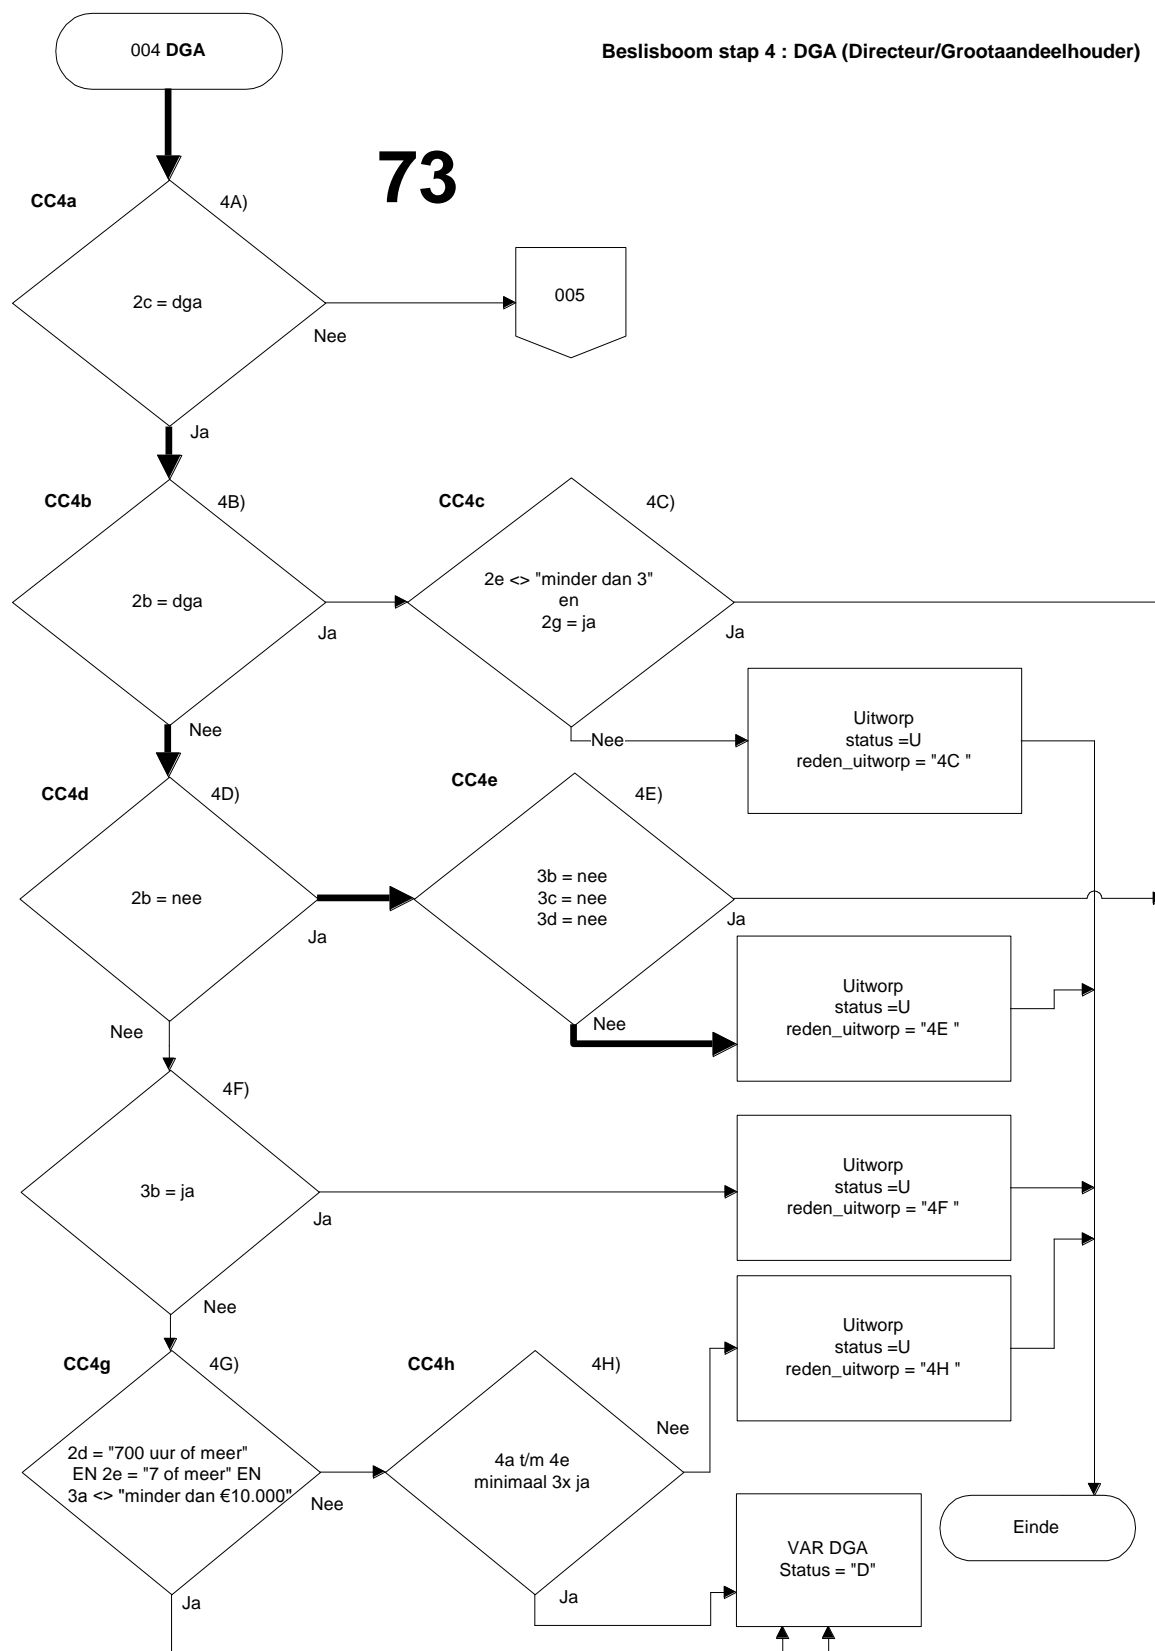 004 DGA
Beslisboom stap 4 : DGA (Directeur/Grootaandeelhouder)
73
CC4a
4A)
2c = dga
Nee
005
Ja
CC4b
4B)
2b = dga
Ja
Nee
CC4c
4C)
2e <> "minder dan 3"
en
2g = ja
Ja
Nee
Uitworp
status =U
reden_uitworp = "4C "
CC4d
4D)
2b = nee
Ja
Nee
CC4e
4E)
3b = nee
3c = nee
3d = nee
Ja
Nee
Uitworp
status =U
reden_uitworp = "4E "
4F)
3b = ja
Ja
Nee
Uitworp
status =U
reden_uitworp = "4F "
CC4g
4G)
2d = "700 uur of meer"
EN 2e = "7 of meer" EN
3a <> "minder dan €10.000"
Nee
Ja
CC4h
4H)
4a t/m 4e
minimaal 3x ja
Nee
Ja
Uitworp
status =U
reden_uitworp = "4H "
VAR DGA
Status = "D"
Einde